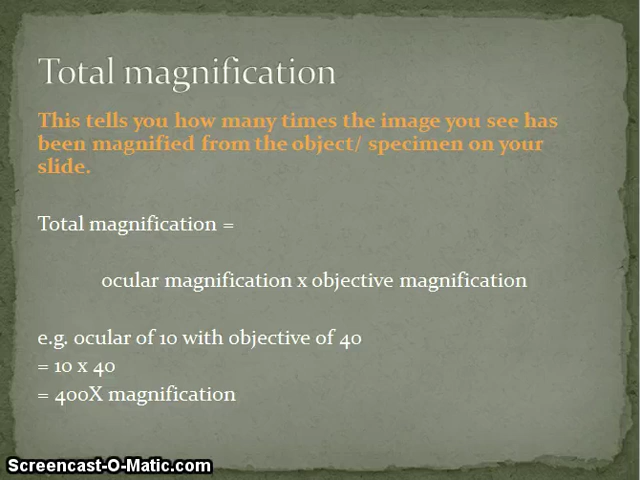 Total magnification
This tells you how many times the image you see has
been magnified from the object/ specimen on your
slide.
Total magnification =
ocular magnification x objective magnification
e.g. ocular of 10 with objective of 40
= 10 x 40
= 400X magnification
Screencast-O-Matic.com